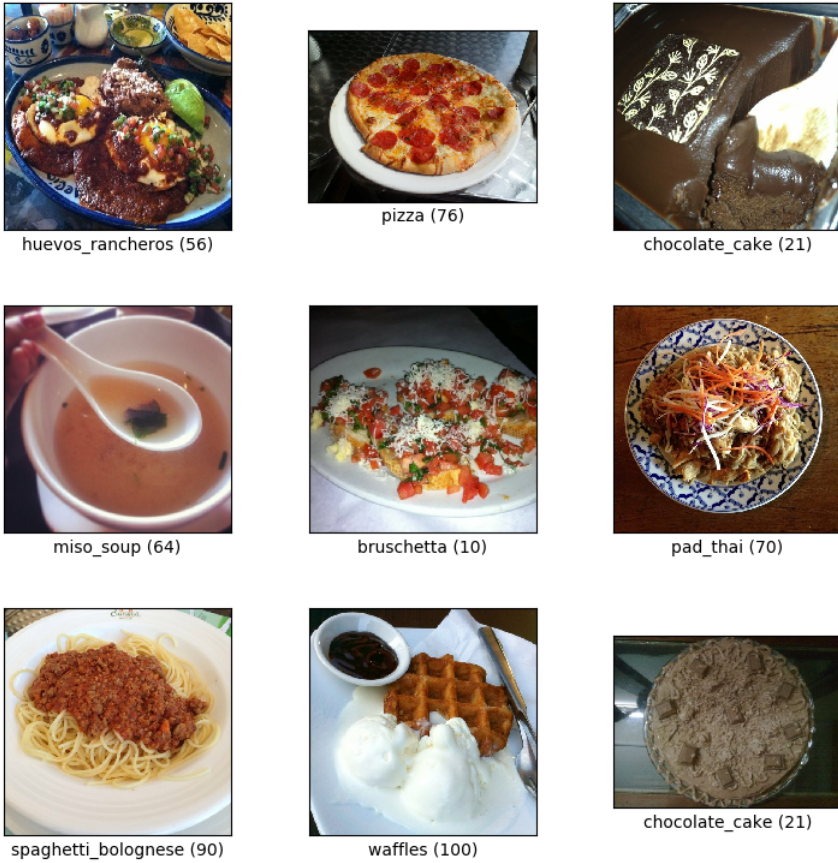 huevos_rancheros (56)
pizza (76)
chocolate_cake (21)
miso_soup (64)
bruschetta (10)
pad_thai (70)
spaghetti_bolognese (90)
waffles (100)
chocolate_cake (21)